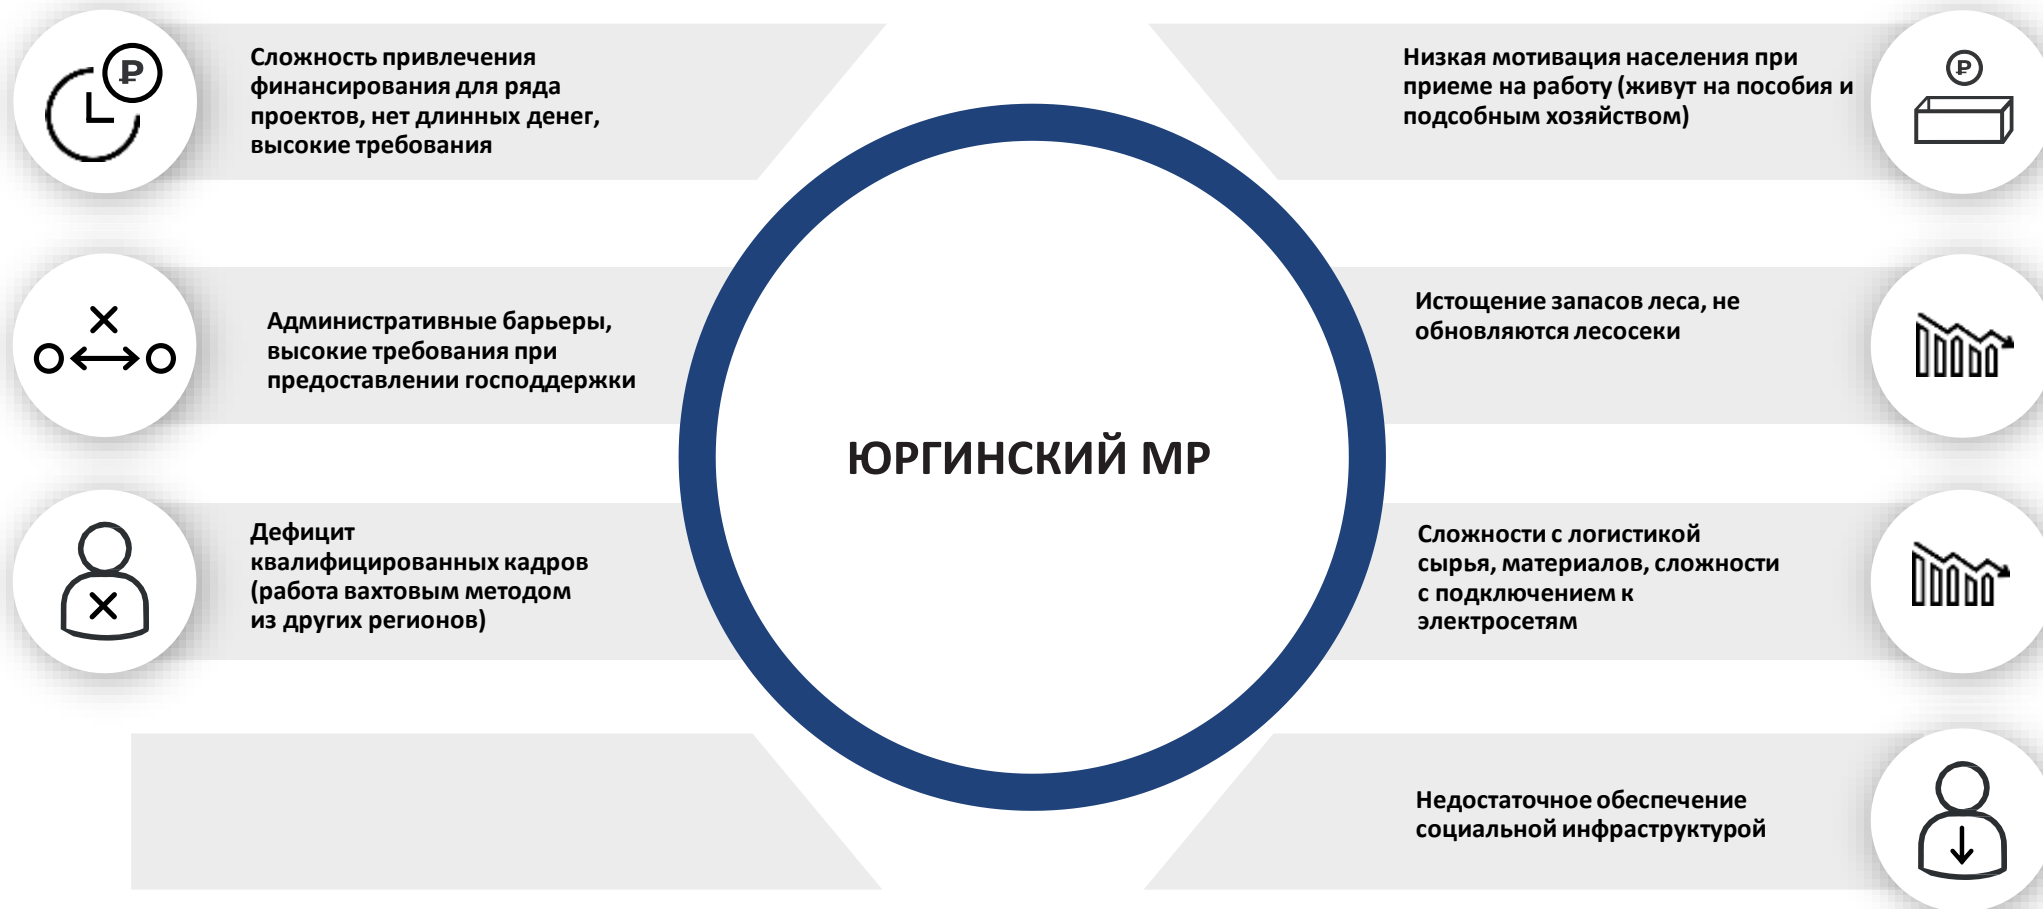 Сложность привлечения
финансирования для ряда
проектов, нет длинных денег,
высокие требования
Административные барьеры,
высокие требования при
предоставлении господдержки
Дефицит
квалифицированных кадров
(работа вахтовым методом
из других регионов)
ЮРГИНСКИЙ МР
Низкая мотивация населения при
приеме на работу (живут на пособия и
подсобным хозяйством)
Истощение запасов леса, не
обновляются лесосеки
Сложности с логистикой
сырья, материалов, сложности
с подключением к
электросетям
Недостаточное обеспечение
социальной инфраструктурой